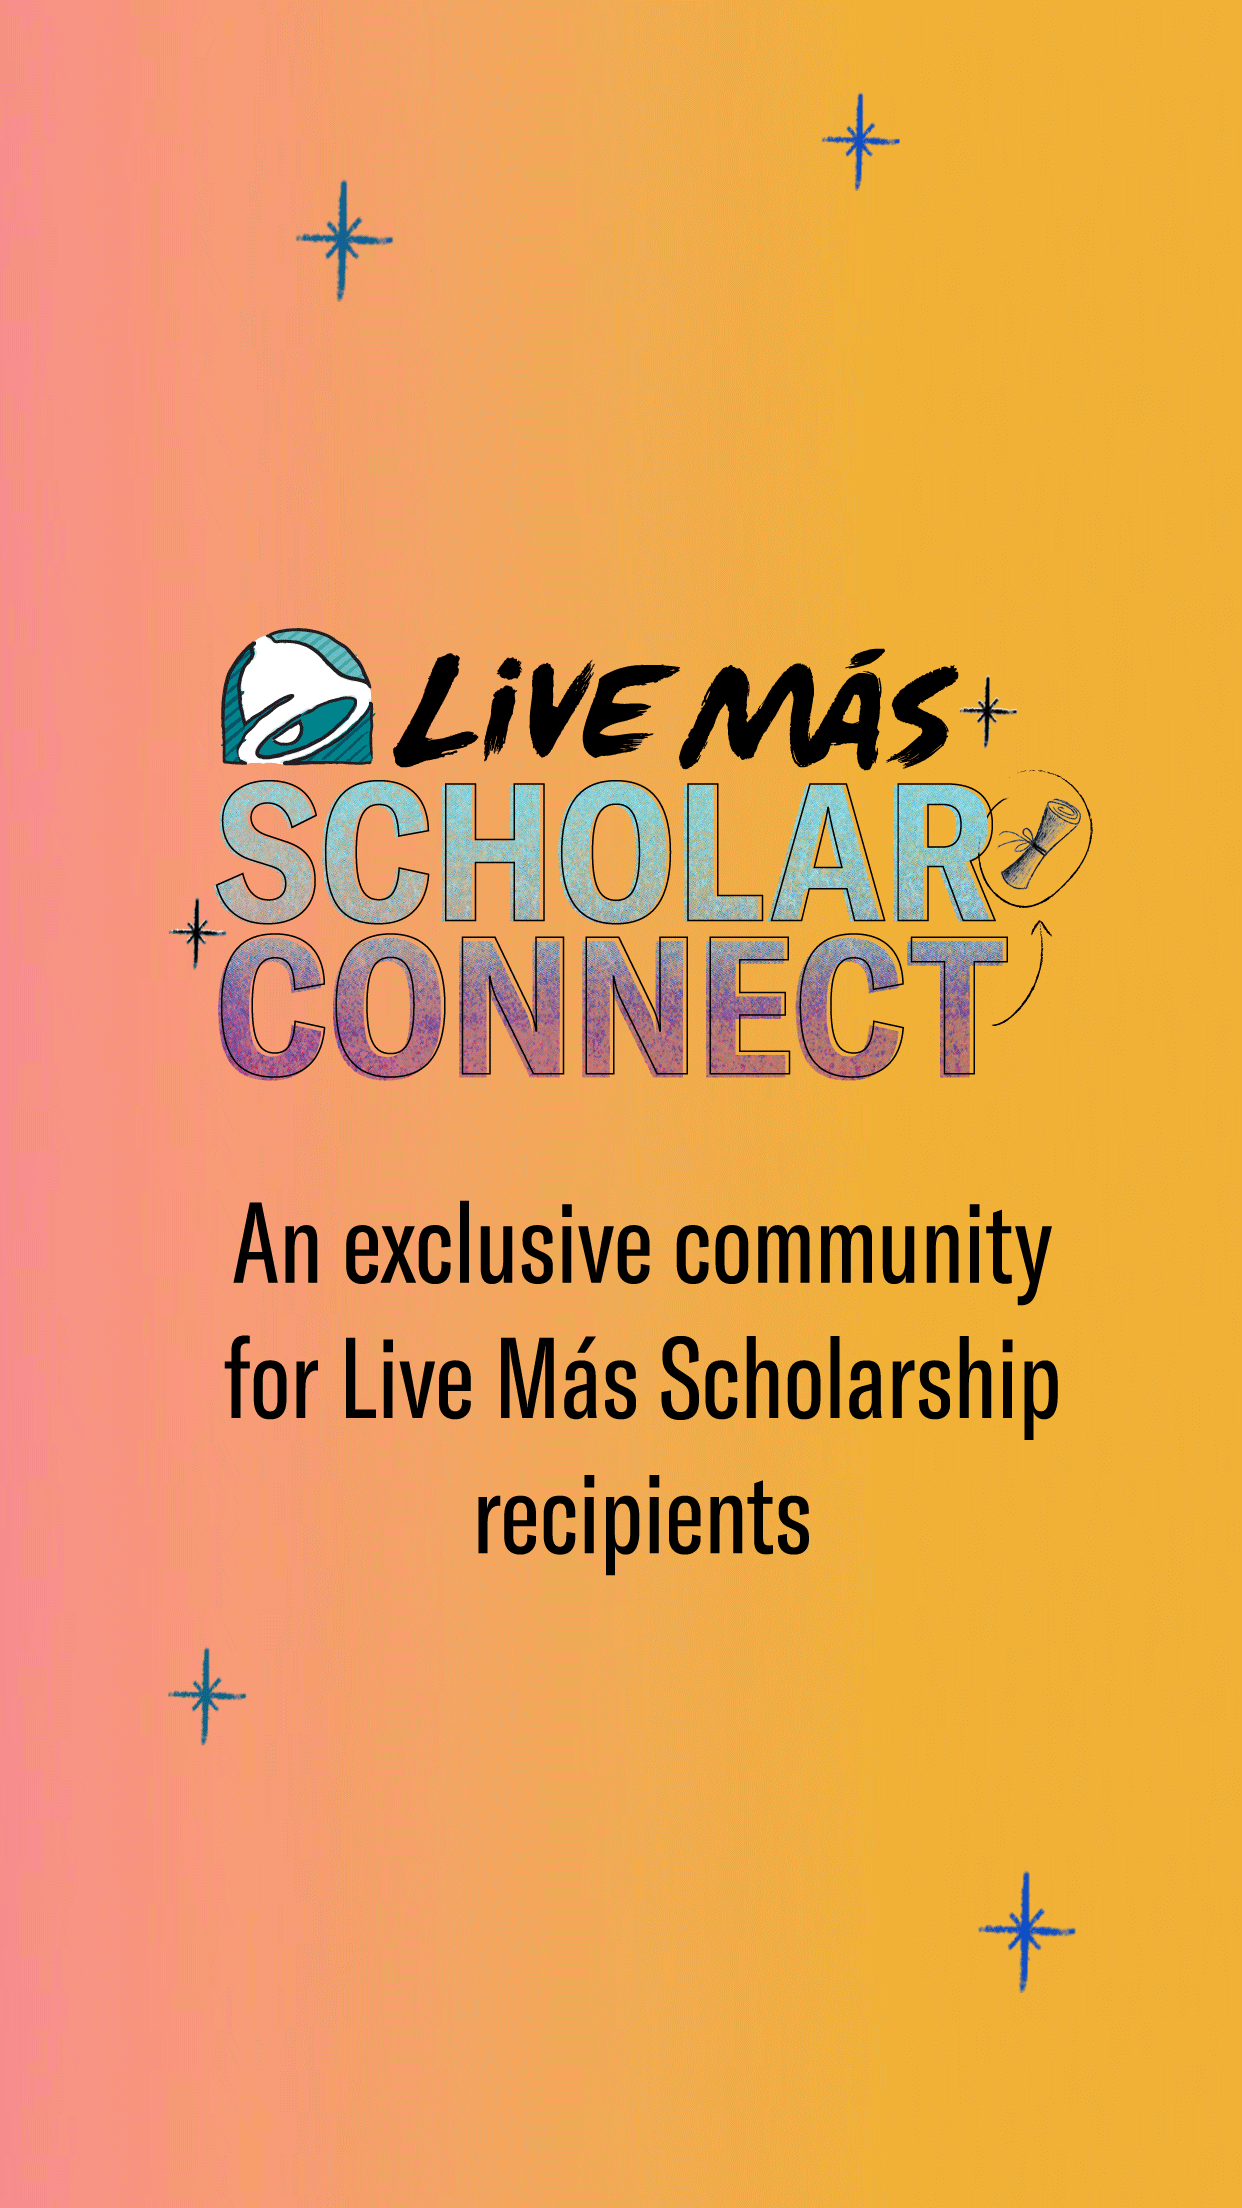 LiVE MÁS
SCHOLAR
CONNECT
An exclusive community
for Live Más Scholarship
recipients